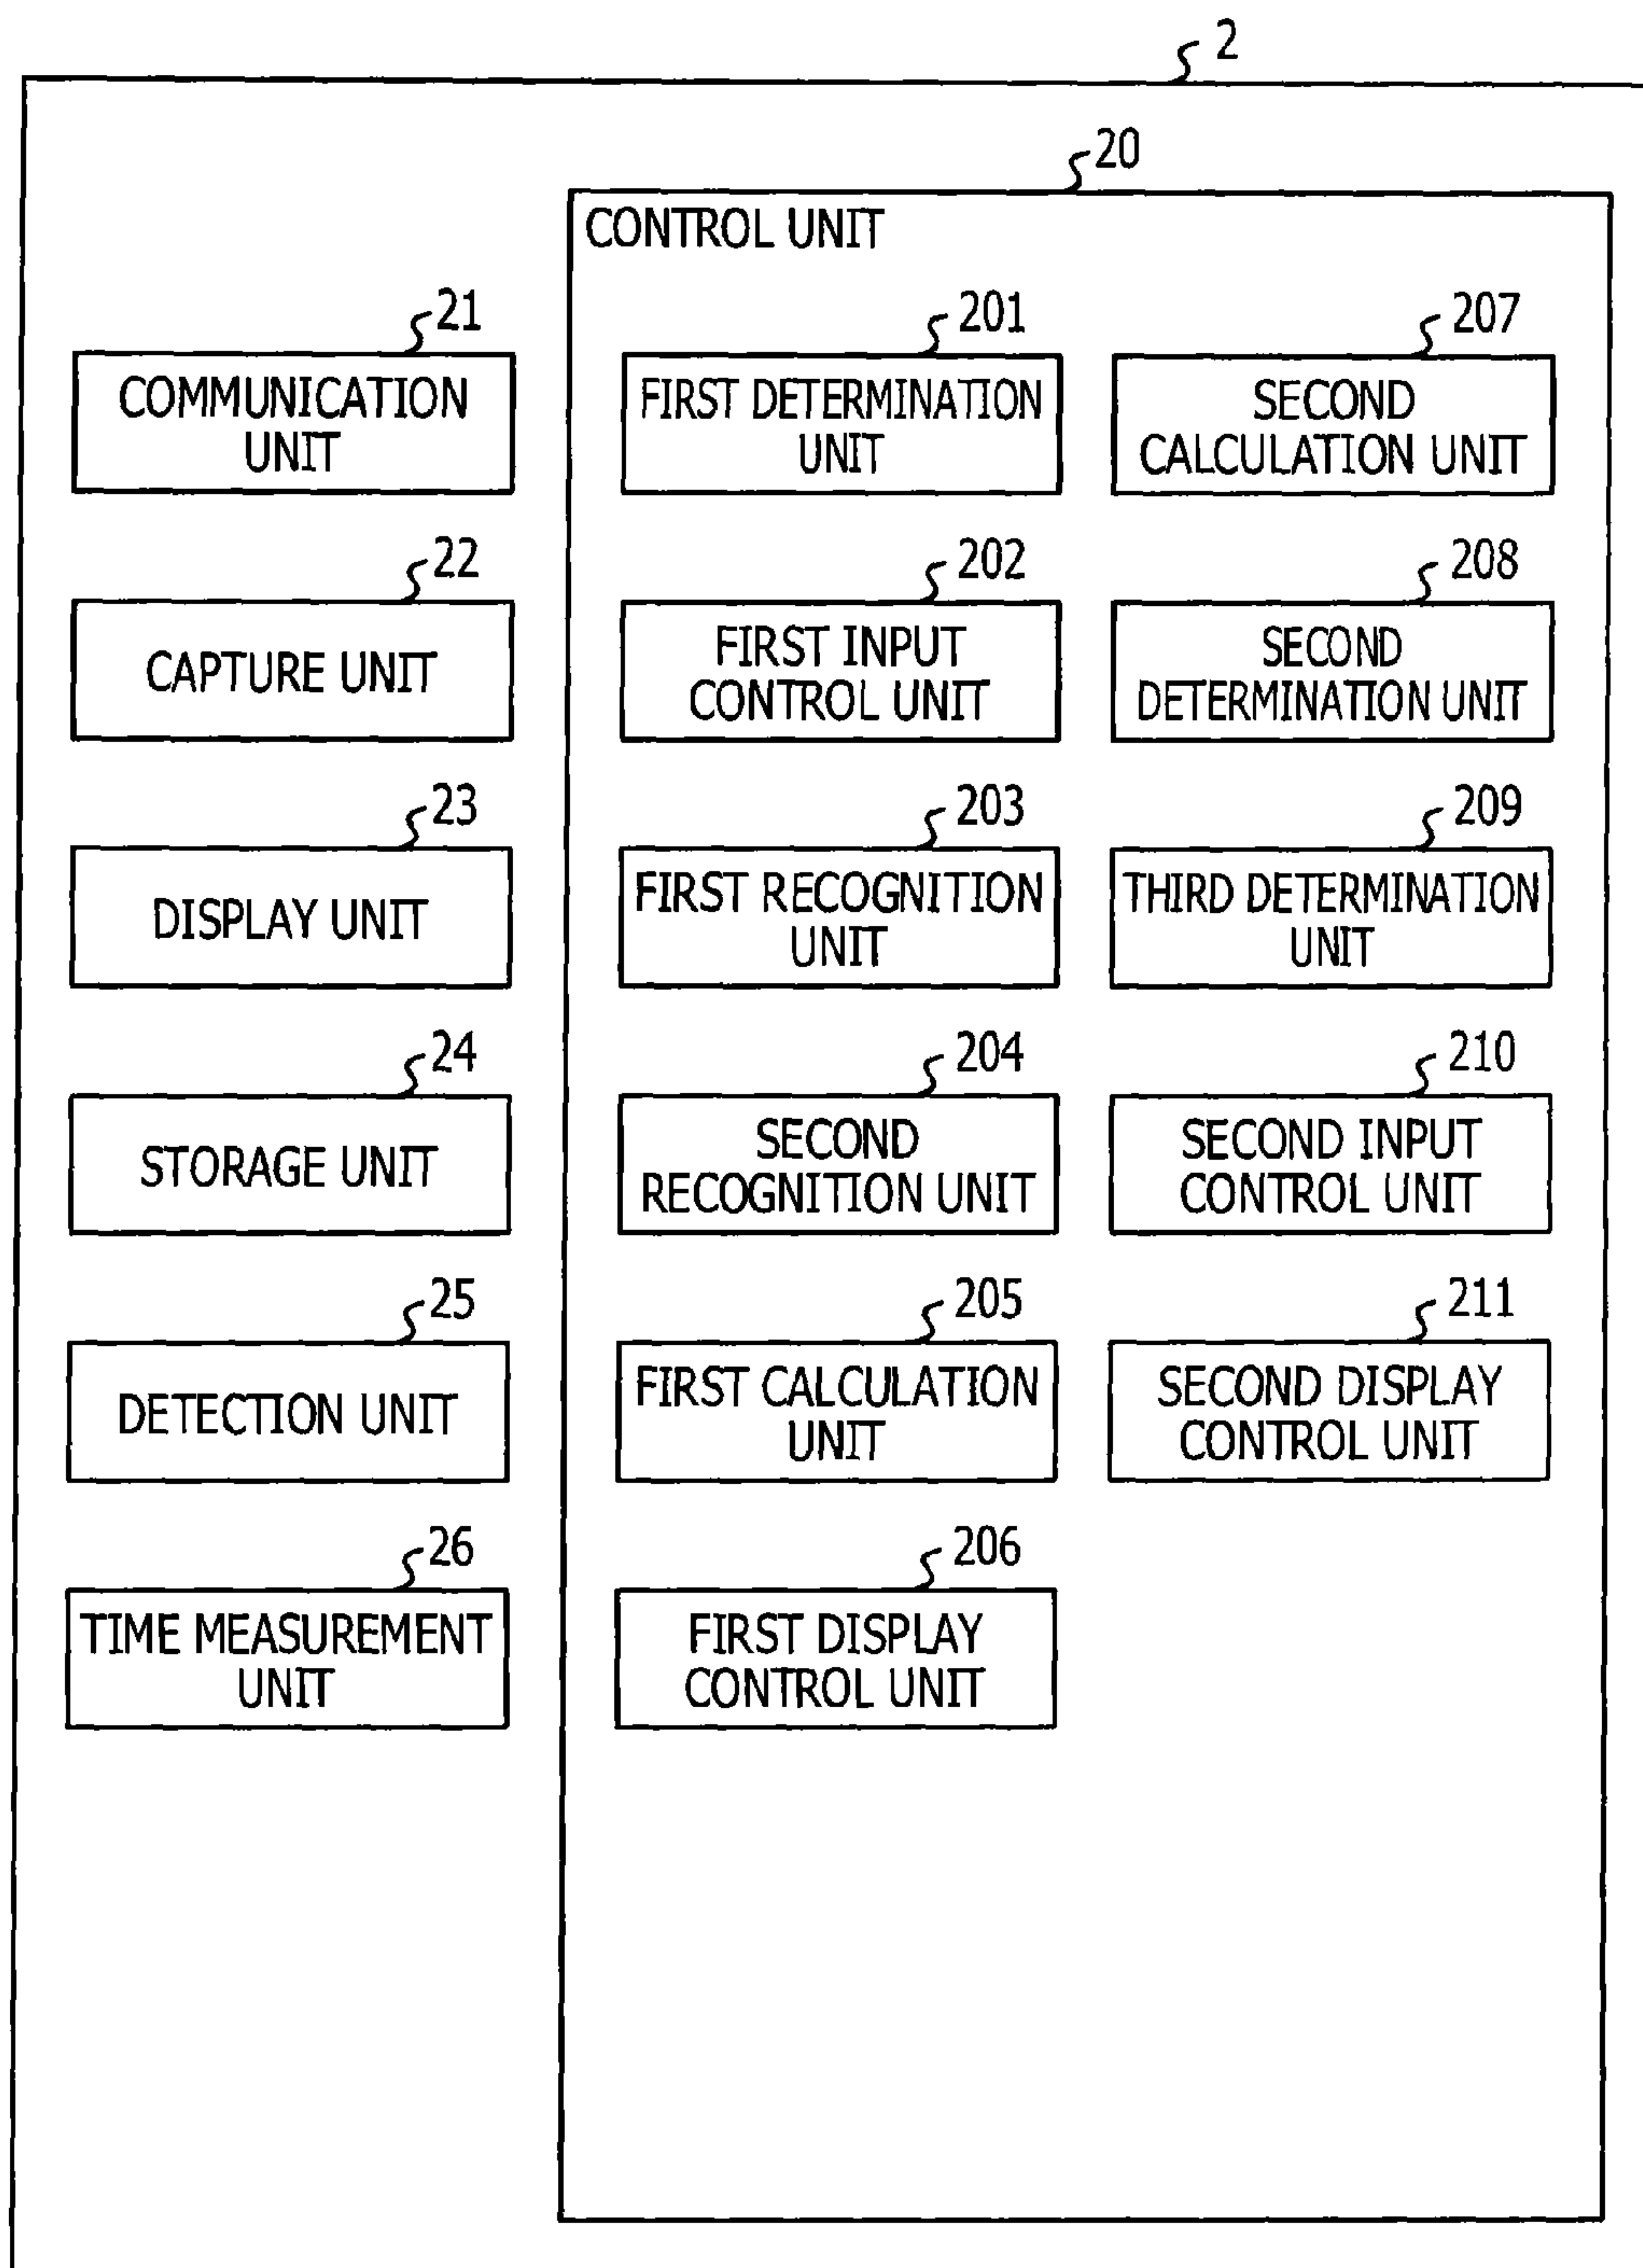 2
20
CONTROL UNIT
21
COMMUNICATION
UNIT
201
FIRST DETERMINATION
UNIT
207
SECOND
CALCULATION UNIT
22
CAPTURE UNIT
202
FIRST INPUT
CONTROL UNIT
208
SECOND
DETERMINATION UNIT
23
DISPLAY UNIT
203
FIRST RECOGNITION
UNIT
209
THIRD DETERMINATION
UNIT
24
STORAGE UNIT
204
SECOND
RECOGNITION UNIT
210
SECOND INPUT
CONTROL UNIT
25
DETECTION UNIT
205
FIRST CALCULATION
UNIT
211
SECOND DISPLAY
CONTROL UNIT
26
TIME MEASUREMENT
UNIT
206
FIRST DISPLAY
CONTROL UNIT